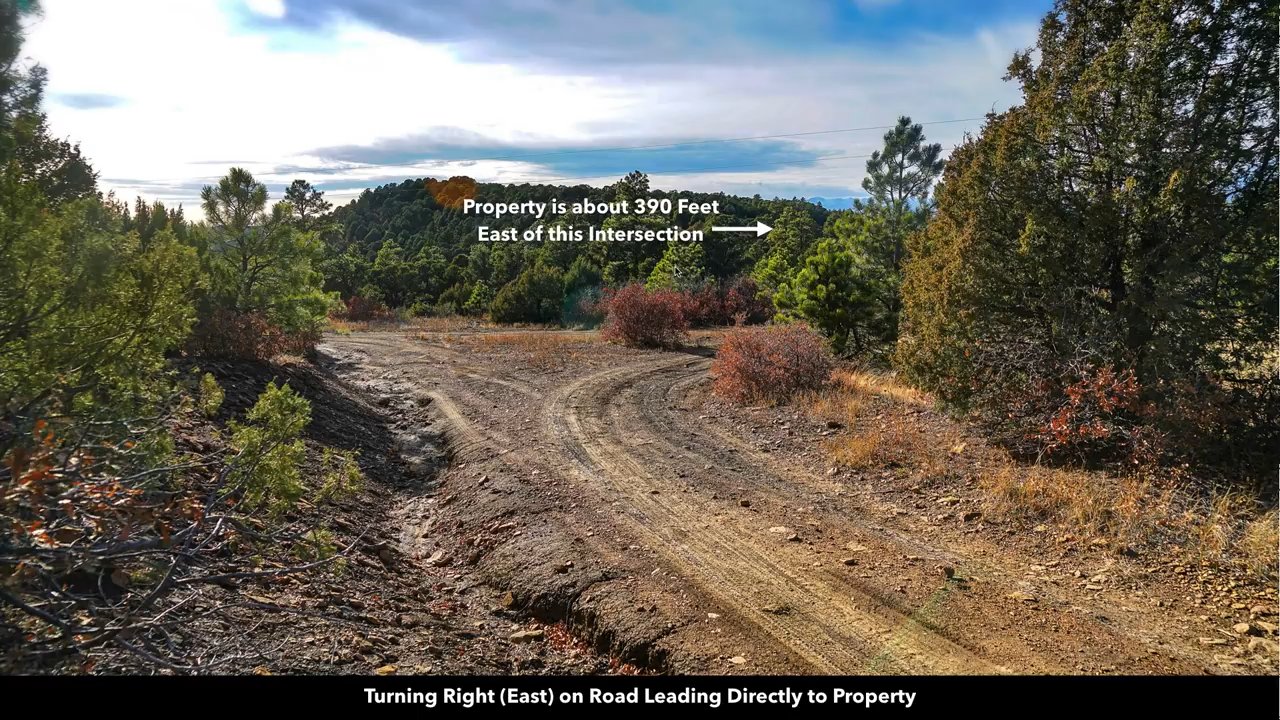 Property is about 390 Feet
East of this Intersection
Turning Right (East) on Road Leading Directly to Property